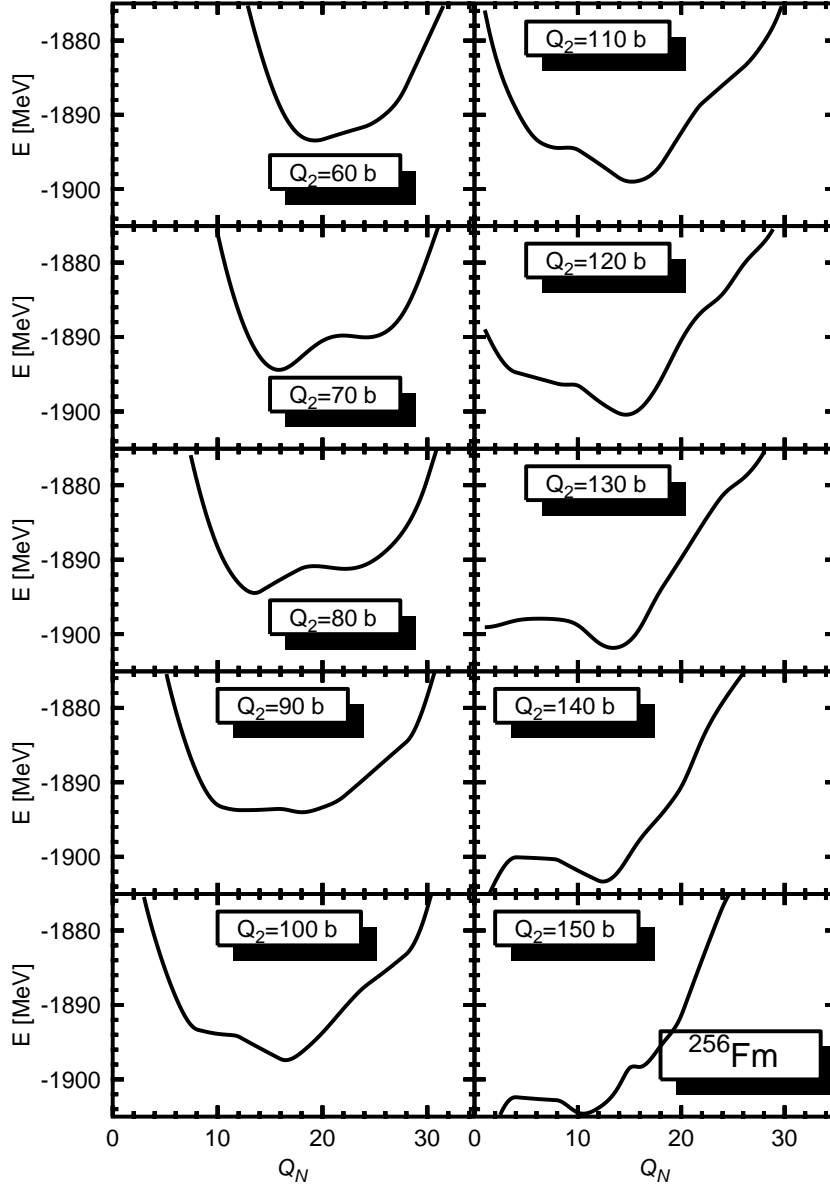 E [MeV]
-1880
-1890
-1900
Q2=60 b
Q2=110 b
E [MeV]
-1880
-1890
-1900
Q2=70 b
Q2=120 b
E [MeV]
-1880
-1890
-1900
Q2=80 b
Q2=130 b
E [MeV]
-1880
-1890
-1900
Q2=90 b
Q2=140 b
E [MeV]
-1880
-1890
-1900
Q2=100 b
Q2=150 b
256Fm
0 10 20 30 0 10 20 30
QN QN